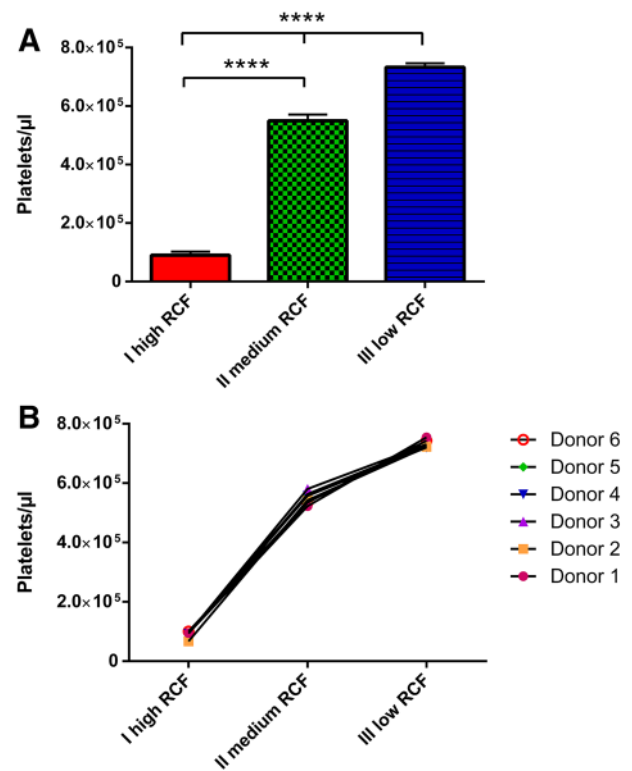 A
****
****
Platelets/µl
8.0×10⁵
6.0×10⁵
4.0×10⁵
2.0×10⁵
0
I high RCF
II medium RCF
III low RCF
B
Platelets/µl
8.0×10⁵
6.0×10⁵
4.0×10⁵
2.0×10⁵
0
I high RCF
II medium RCF
III low RCF
Donor 6
Donor 5
Donor 4
Donor 3
Donor 2
Donor 1